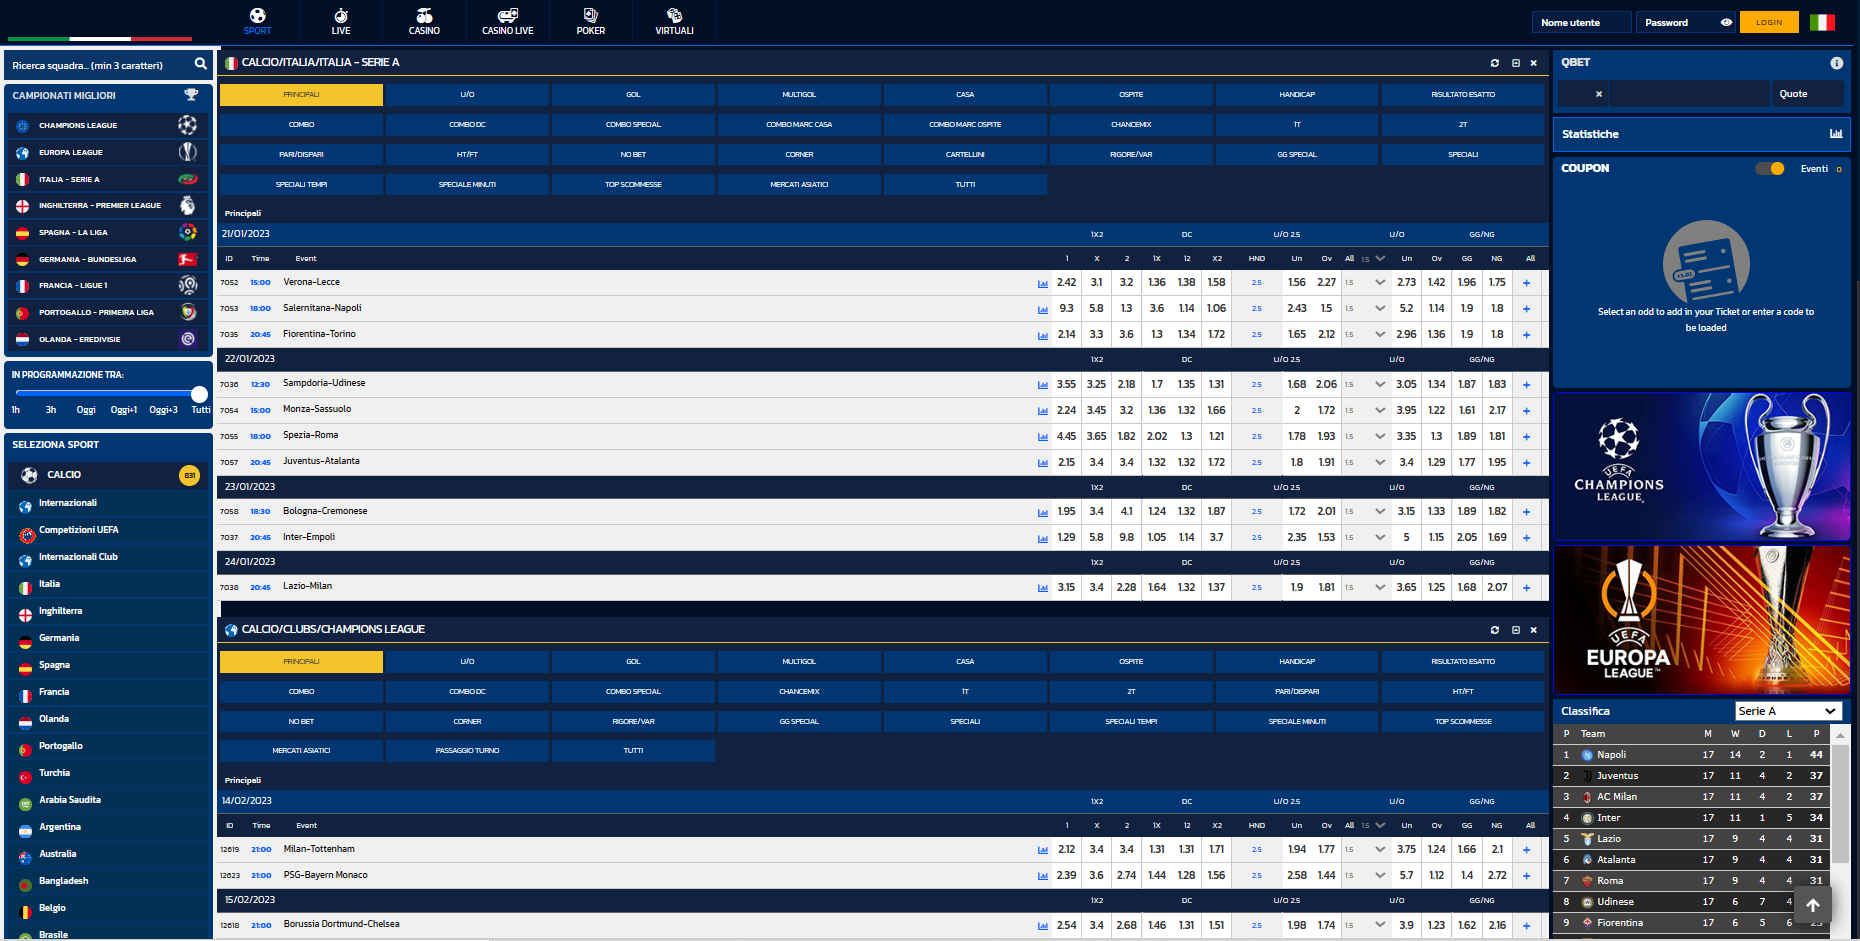 SPORT LIVE CASINO CASINO LIVE POKER VIRTUALI
Nome utente Password LOGIN
Ricerca squadra... (min 3 caratteri)
CAMPIONATI MIGLIORI
CHAMPIONS LEAGUE
EUROPA LEAGUE
ITALIA - SERIE A
INGHILTERRA - PREMIER LEAGUE
SPAGNA - LA LIGA
GERMANIA - BUNDESLIGA
FRANCIA - LIGUE 1
PORTOGALLO - PRIMEIRA LIGA
OLANDA - EREDIVISIE
IN PROGRAMMAZIONE TRA:
1h 3h Oggi Oggi+1 Oggi+3 Tutti
SELEZIONA SPORT
CALCIO 831
Internazionali
Competizioni UEFA
Internazionali Club
Italia
Inghilterra
Germania
Spagna
Francia
Olanda
Portogallo
Turchia
Arabia Saudita
Argentina
Australia
Bangladesh
Belgio
Brasile
CALCIO/ITALIA/ITALIA - SERIE A
PRINCIPALI U/O GOL MULTIGOL CASA OSPITE HANDICAP RISULTATO ESATTO
COMBO COMBO DC COMBO SPECIAL COMBO MARC CASA COMBO MARC OSPITE CHANCEMIX 1T 2T
PARI/DISPARI HT/FT NO BET CORNER CARTELLINI RIGORE/VAR GG SPECIAL SPECIALI
SPECIALI TEMPI SPECIALE MINUTI TOP SCOMMESSE MERCATI ASIATICI TUTTI
Principali
21/01/2023 1X2 DC U/O 2.5 U/O GG/NG
ID Time Event 1 X 2 1X 12 X2 HND Un Ov All 1.5 Un Ov GG NG All
7052 15:00 Verona-Lecce 2.42 3.1 3.2 1.36 1.38 1.58 2.5 1.56 2.27 1.5 2.73 1.42 1.96 1.75 +
7053 18:00 Salernitana-Napoli 9.3 5.8 1.3 3.6 1.14 1.06 2.5 2.43 1.5 1.5 5.2 1.14 1.9 1.8 +
7035 20:45 Fiorentina-Torino 2.14 3.3 3.6 1.3 1.34 1.72 2.5 1.65 2.12 1.5 2.96 1.36 1.9 1.8 +
22/01/2023 1X2 DC U/O 2.5 U/O GG/NG
7036 12:30 Sampdoria-Udinese 3.55 3.25 2.18 1.7 1.35 1.31 2.5 1.68 2.06 1.5 3.05 1.34 1.87 1.83 +
7054 15:00 Monza-Sassuolo 2.24 3.45 3.2 1.36 1.32 1.66 2.5 2 1.72 1.5 3.95 1.22 1.61 2.17 +
7055 18:00 Spezia-Roma 4.45 3.65 1.82 2.02 1.3 1.21 2.5 1.78 1.93 1.5 3.35 1.3 1.89 1.81 +
7057 20:45 Juventus-Atalanta 2.15 3.4 3.4 1.32 1.32 1.72 2.5 1.8 1.91 1.5 3.4 1.29 1.77 1.95 +
23/01/2023 1X2 DC U/O 2.5 U/O GG/NG
7058 18:30 Bologna-Cremonese 1.95 3.4 4.1 1.24 1.32 1.87 2.5 1.72 2.01 1.5 3.15 1.33 1.89 1.82 +
7037 20:45 Inter-Empoli 1.29 5.8 9.8 1.05 1.14 3.7 2.5 2.35 1.53 1.5 5 1.15 2.05 1.69 +
24/01/2023 1X2 DC U/O 2.5 U/O GG/NG
7038 20:45 Lazio-Milan 3.15 3.4 2.28 1.64 1.32 1.37 2.5 1.9 1.81 1.5 3.65 1.25 1.68 2.07 +
CALCIO/CLUBS/CHAMPIONS LEAGUE
PRINCIPALI U/O GOL MULTIGOL CASA OSPITE HANDICAP RISULTATO ESATTO
COMBO COMBO DC COMBO SPECIAL CHANCEMIX 1T 2T PARI/DISPARI HT/FT
NO BET CORNER RIGORE/VAR GG SPECIAL SPECIALI SPECIALI TEMPI SPECIALE MINUTI TOP SCOMMESSE
MERCATI ASIATICI PASSAGGIO TURNO TUTTI
Principali
14/02/2023 1X2 DC U/O 2.5 U/O GG/NG
ID Time Event 1 X 2 1X 12 X2 HND Un Ov All 1.5 Un Ov GG NG All
12619 21:00 Milan-Tottenham 2.12 3.4 3.4 1.31 1.31 1.71 2.5 1.94 1.77 1.5 3.75 1.24 1.66 2.1 +
12623 21:00 PSG-Bayern Monaco 2.39 3.6 2.74 1.44 1.28 1.56 2.5 2.58 1.44 1.5 5.7 1.12 1.4 2.72 +
15/02/2023 1X2 DC U/O 2.5 U/O GG/NG
12618 21:00 Borussia Dortmund-Chelsea 2.54 3.4 2.68 1.46 1.31 1.51 2.5 1.98 1.74 1.5 3.9 1.23 1.62 2.16 +
QBET
Quote
Statistiche
COUPON Eventi 0
+1.01
Select an odd to add in your Ticket or enter a code to
be loaded
UEFA
CHAMPIONS
LEAGUE
UEFA
EUROPA
LEAGUE
Classifica Serie A
P Team M W D L P
1 Napoli 17 14 2 1 44
2 Juventus 17 11 4 2 37
3 AC Milan 17 11 4 2 37
4 Inter 17 11 1 5 34
5 Lazio 17 9 4 4 31
6 Atalanta 17 9 4 4 31
7 Roma 17 9 4 4 31
8 Udinese 17 6 7 4
9 Fiorentina 17 6 5 6